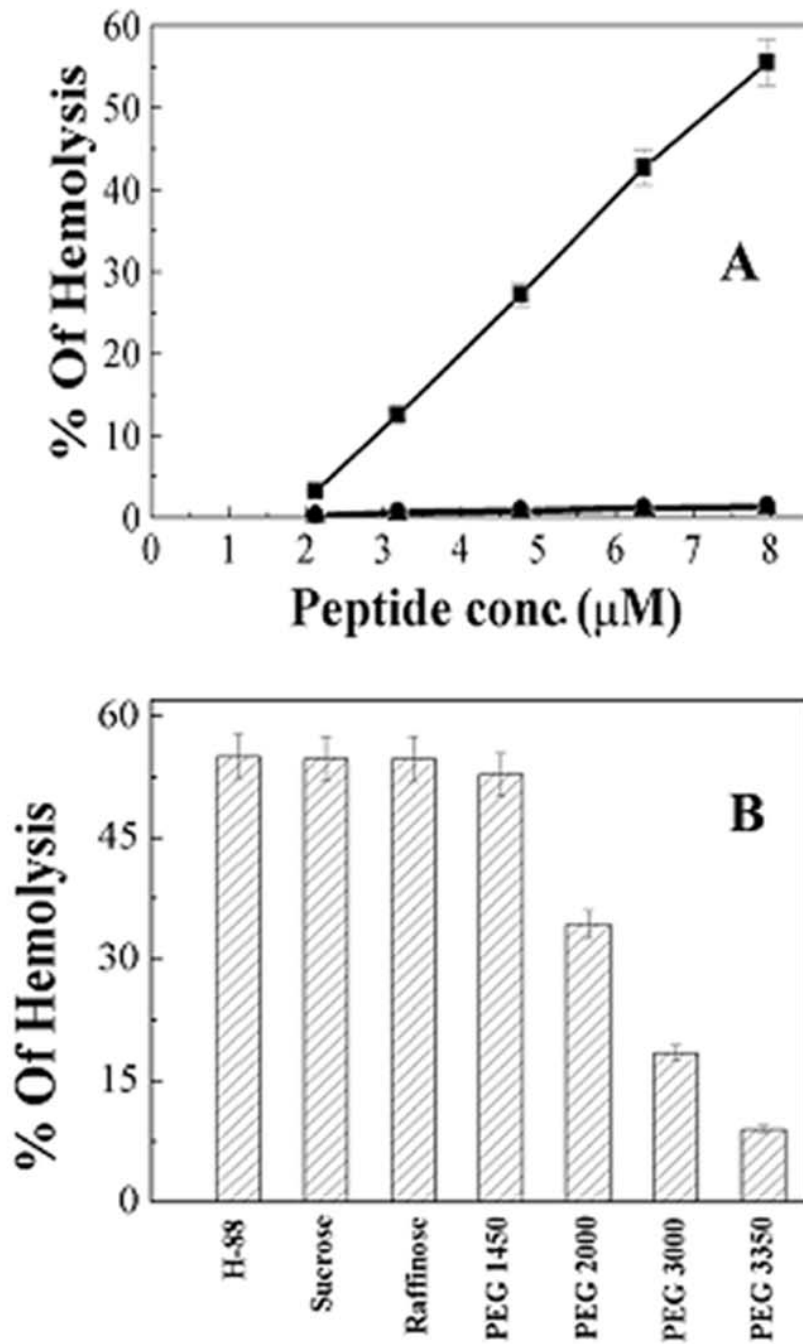 60
50
40
30
20
10
0
% Of Hemolysis
A
0 1 2 3 4 5 6 7 8
Peptide conc. (μM)
60
45
30
15
0
% Of Hemolysis
B
H-88
Sucrose
Raffinose
PEG 1450
PEG 2000
PEG 3000
PEG 3350